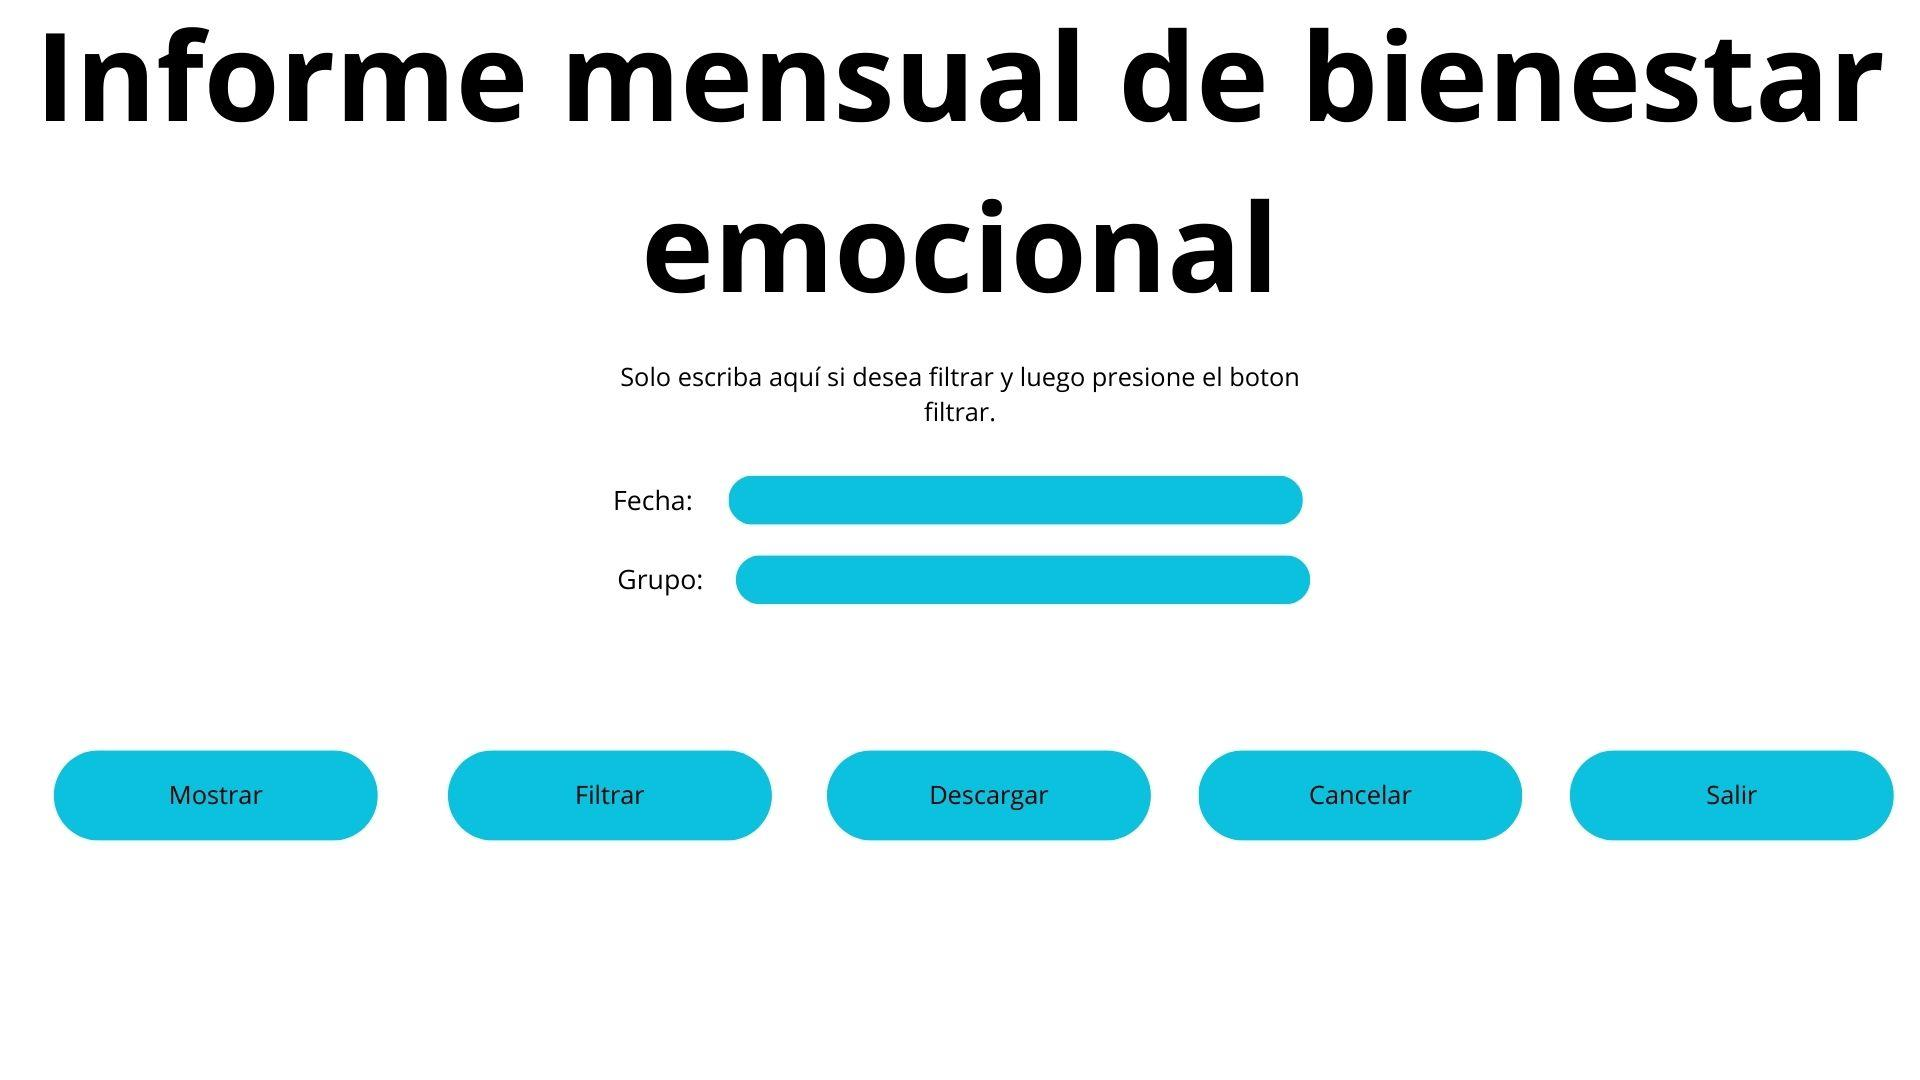 Informe mensual de bienestar
emocional
Solo escriba aquí si desea filtrar y luego presione el boton
filtrar.
Fecha:
Grupo:
Mostrar
Filtrar
Descargar
Cancelar
Salir